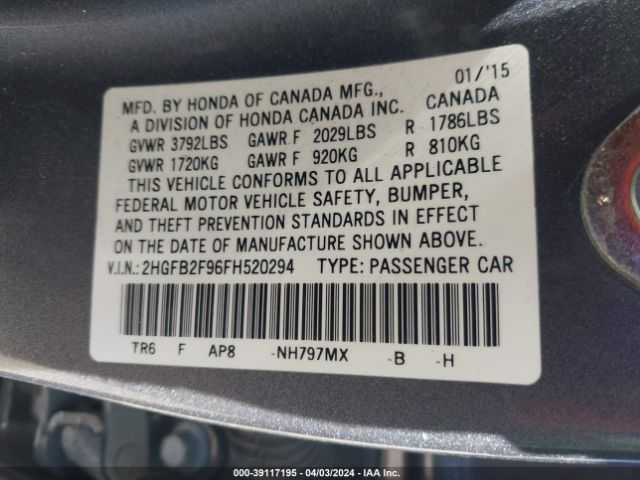 01/'15
MFD. BY HONDA OF CANADA MFG.,
A DIVISION OF HONDA CANADA INC. CANADA
GVWR 3792LBS GAWR F 2029LBS R 1786LBS
GVWR 1720KG GAWR F 920KG R 810KG
THIS VEHICLE CONFORMS TO ALL APPLICABLE
FEDERAL MOTOR VEHICLE SAFETY, BUMPER,
AND THEFT PREVENTION STANDARDS IN EFFECT
ON THE DATE OF MANUFACTURE SHOWN ABOVE.
V.I.N.: 2HGFB2F96FH520294 TYPE: PASSENGER CAR
TR6 F AP8 -NH797MX -B -H
000-39117195 - 04/03/2024 - IAA Inc.